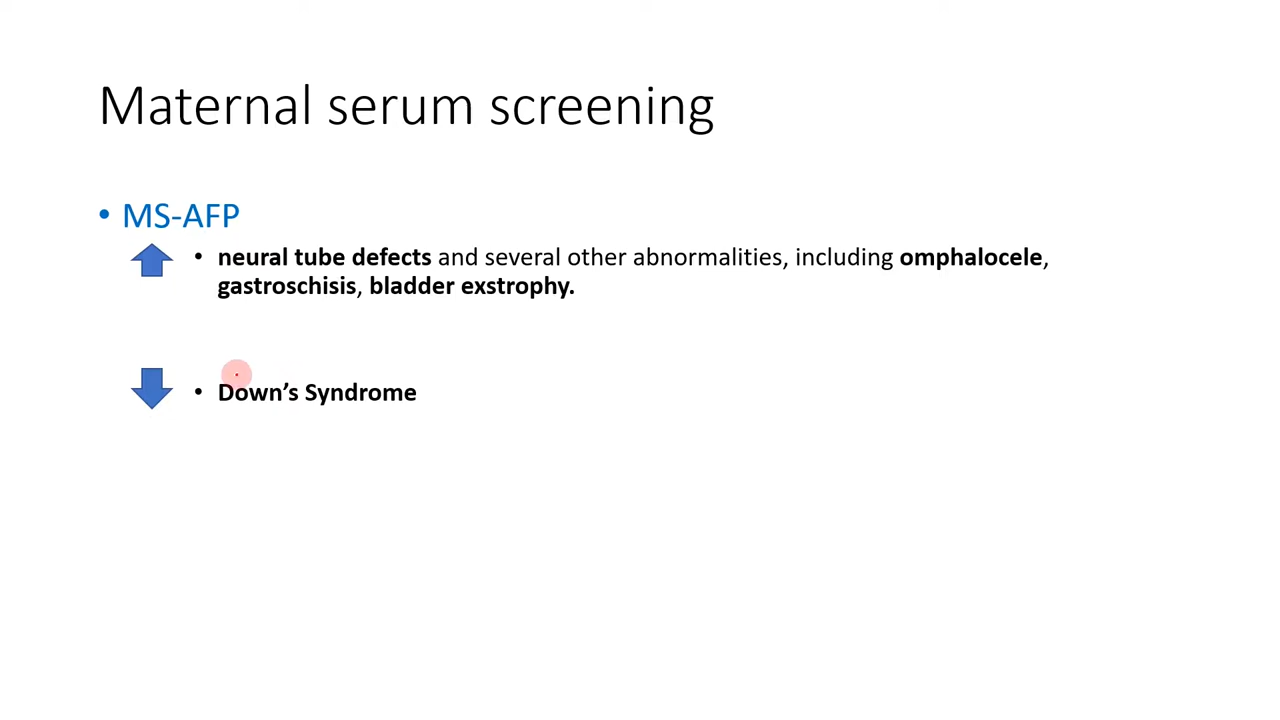 Maternal serum screening
• MS-AFP
• neural tube defects and several other abnormalities, including omphalocele,
gastroschisis, bladder exstrophy.
• Down’s Syndrome